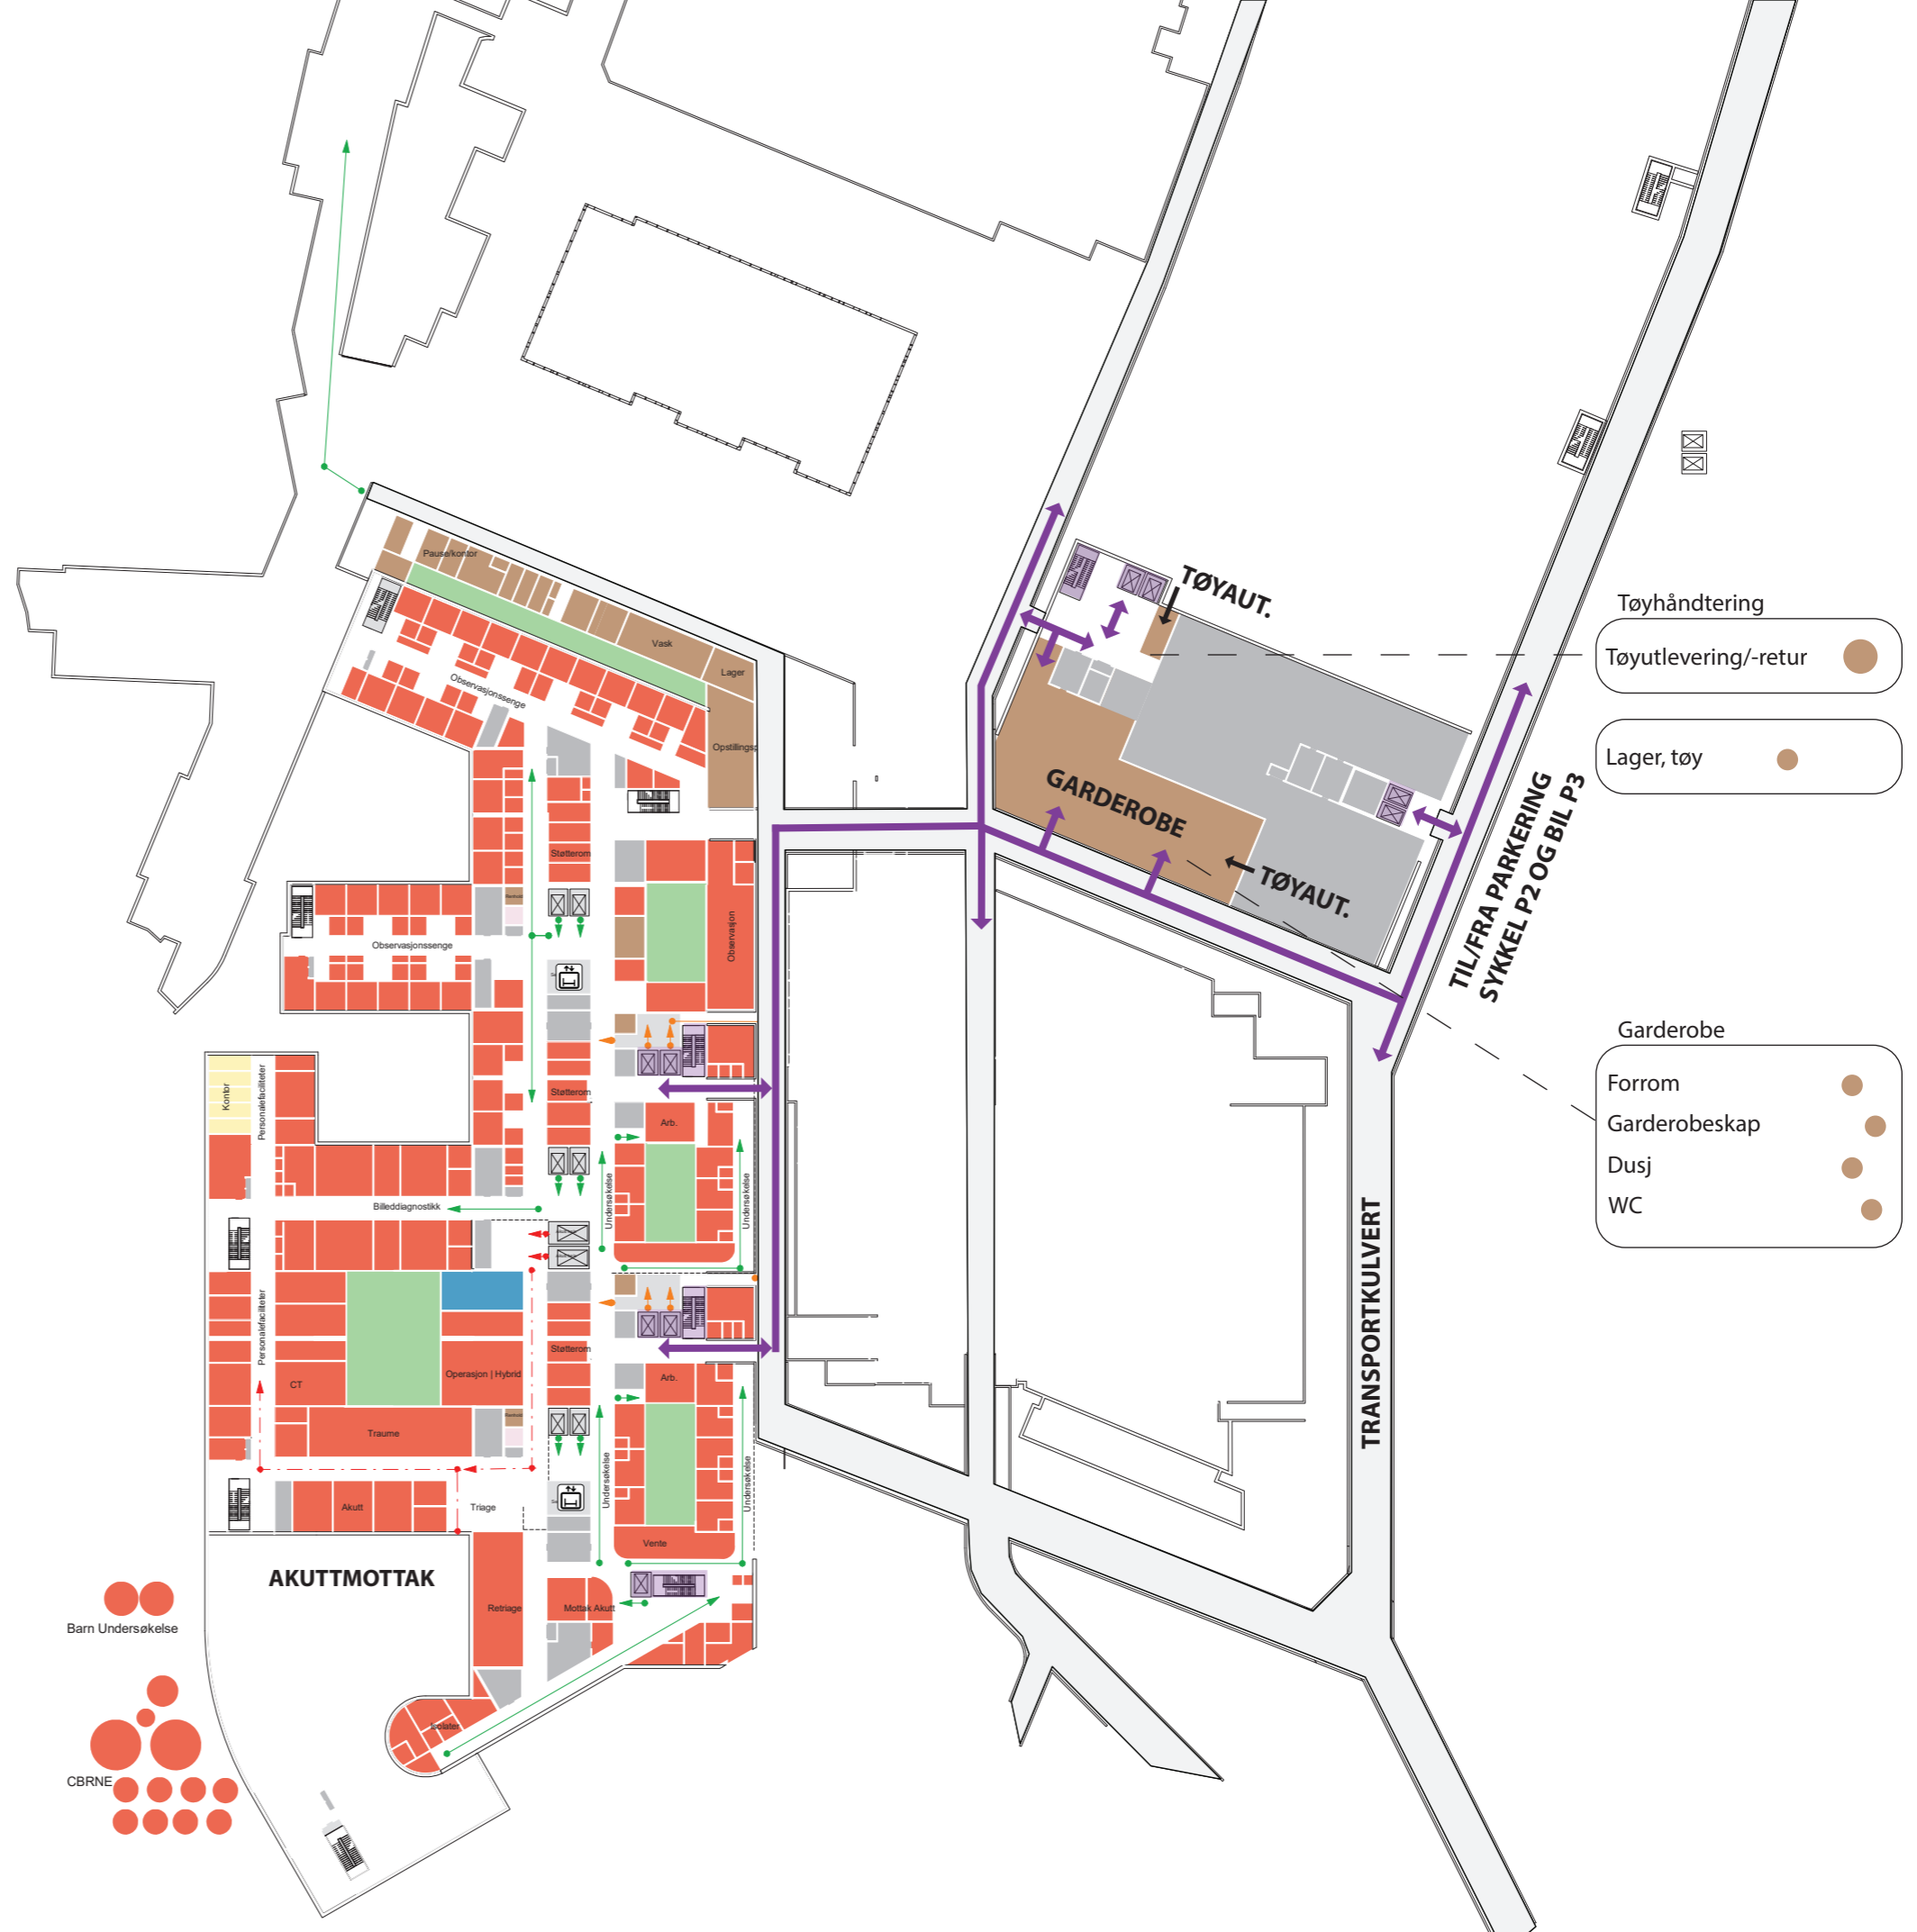 Pause/kontor
Vask
Lager
Observasjonssenge
TØYAUT.
Tøyhåndtering
Tøyutlevering/-retur
Lager, tøy
GARDEROBE
TØYAUT.
TIL/FRA PARKERING
SYKKEL P2 OG BIL P3
Støtterom
Observasjonssenge
Observasjon
Kontor
Personalefaciliteter
Støtterom
Arb.
Undersøkelse
Undersøkelse
Billeddiagnostikk
Garderobe
Forrom
Garderobeskap
Dusj
WC
TRANSPORTKULVERT
Personalefaciliteter
CT
Operasjon | Hybrid
Støtterom
Arb.
Traume
Undersøkelse
Undersøkelse
Akutt
Triage
Vente
AKUTTMOTTAK
Retriage
Mottak Akutt
Barn Undersøkelse
Isolater
CBRNE